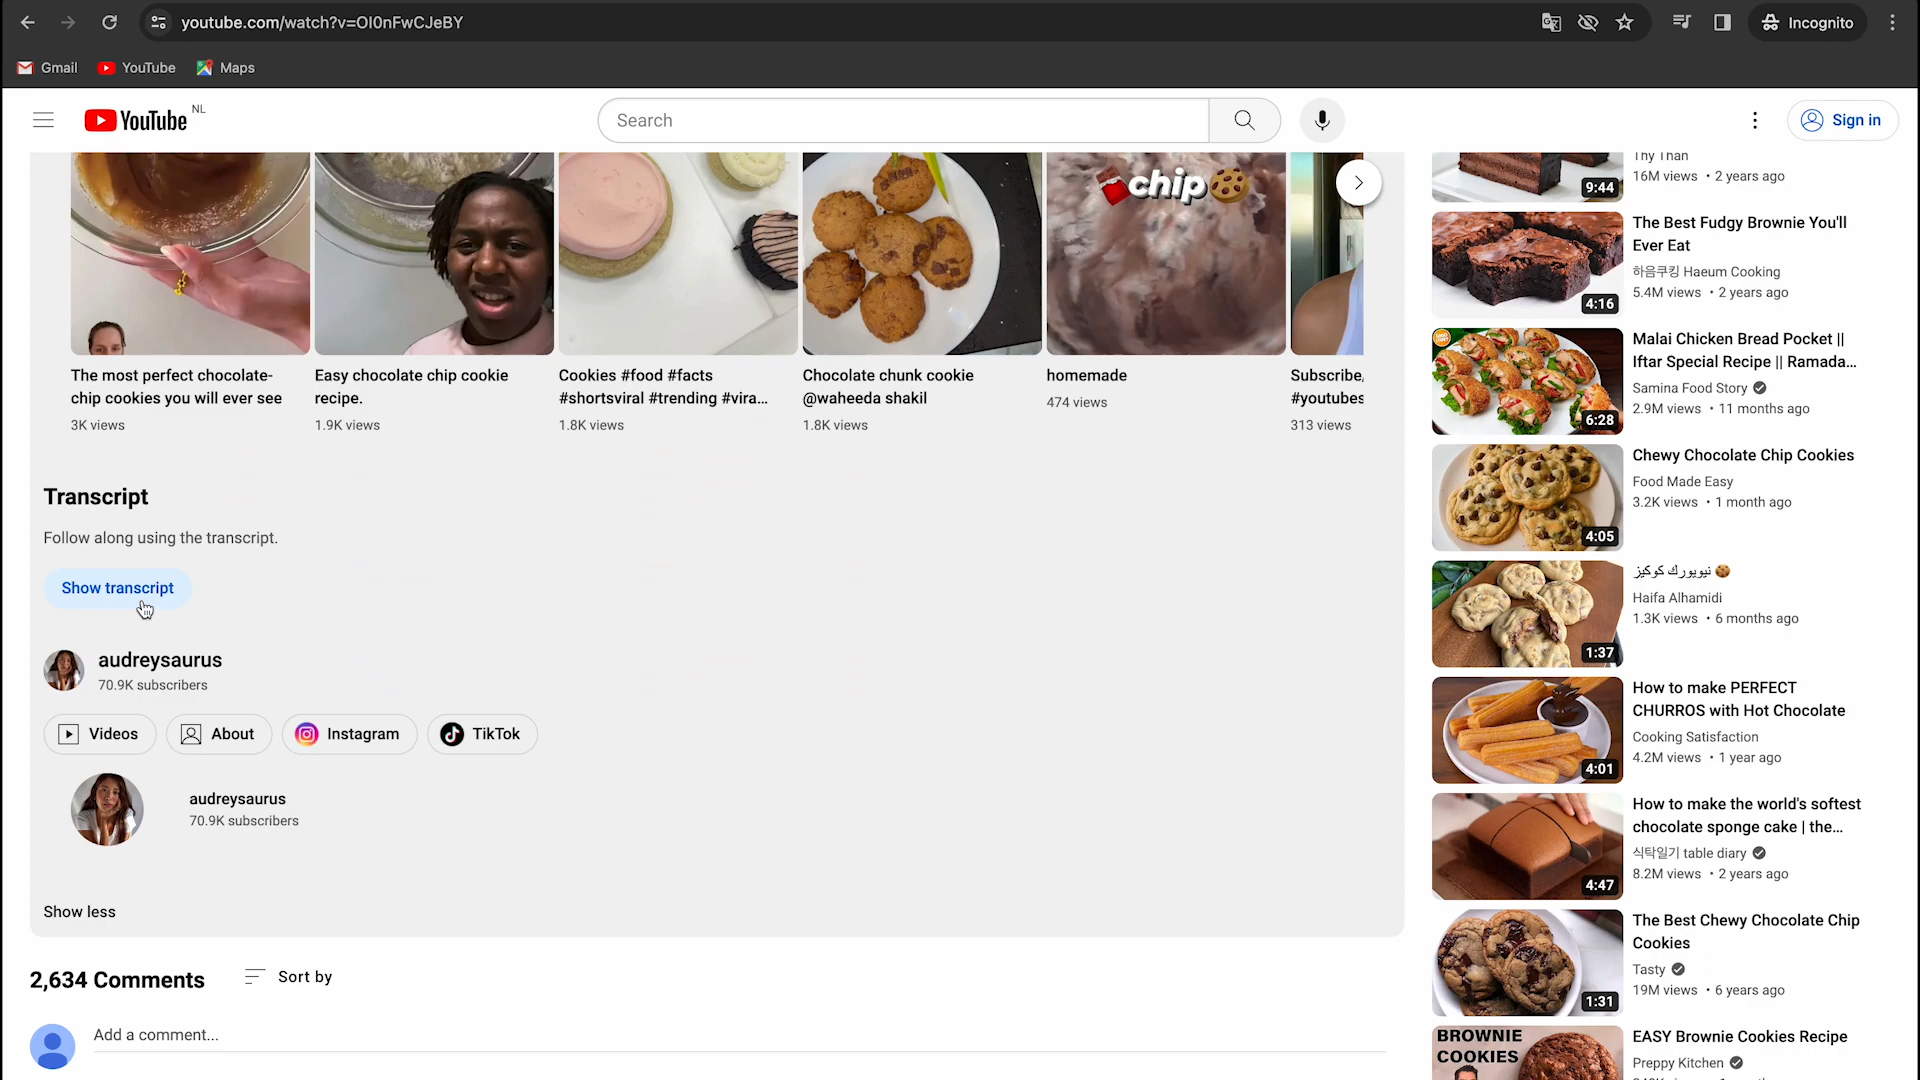 youtube.com/watch?v=OI0nFwCJeBY
Incognito
Gmail
YouTube
Maps
YouTube NL
Search
Sign in
chip
The most perfect chocolate-
chip cookies you will ever see
3K views
Easy chocolate chip cookie
recipe.
1.9K views
Cookies #food #facts
#shortsviral #trending #vira...
1.8K views
Chocolate chunk cookie
@waheeda shakil
1.8K views
homemade
474 views
Subscribe,
#youtubes
313 views
Transcript
Follow along using the transcript.
Show transcript
audreysaurus
70.9K subscribers
Videos
About
Instagram
TikTok
audreysaurus
70.9K subscribers
Show less
2,634 Comments
Sort by
Add a comment...
9:44
Thy Than
16M views • 2 years ago
4:16
The Best Fudgy Brownie You'll
Ever Eat
하음쿠킹 Haeum Cooking
5.4M views • 2 years ago
6:28
Malai Chicken Bread Pocket ||
Iftar Special Recipe || Ramada...
Samina Food Story
2.9M views • 11 months ago
4:05
Chewy Chocolate Chip Cookies
Food Made Easy
3.2K views • 1 month ago
1:37
نيويورك كوكيز
Haifa Alhamidi
1.3K views • 6 months ago
4:01
How to make PERFECT
CHURROS with Hot Chocolate
Cooking Satisfaction
4.2M views • 1 year ago
4:47
How to make the world's softest
chocolate sponge cake | the...
식탁일기 table diary
8.2M views • 2 years ago
1:31
The Best Chewy Chocolate Chip
Cookies
Tasty
19M views • 6 years ago
BROWNIE
COOKIES
EASY Brownie Cookies Recipe
Preppy Kitchen